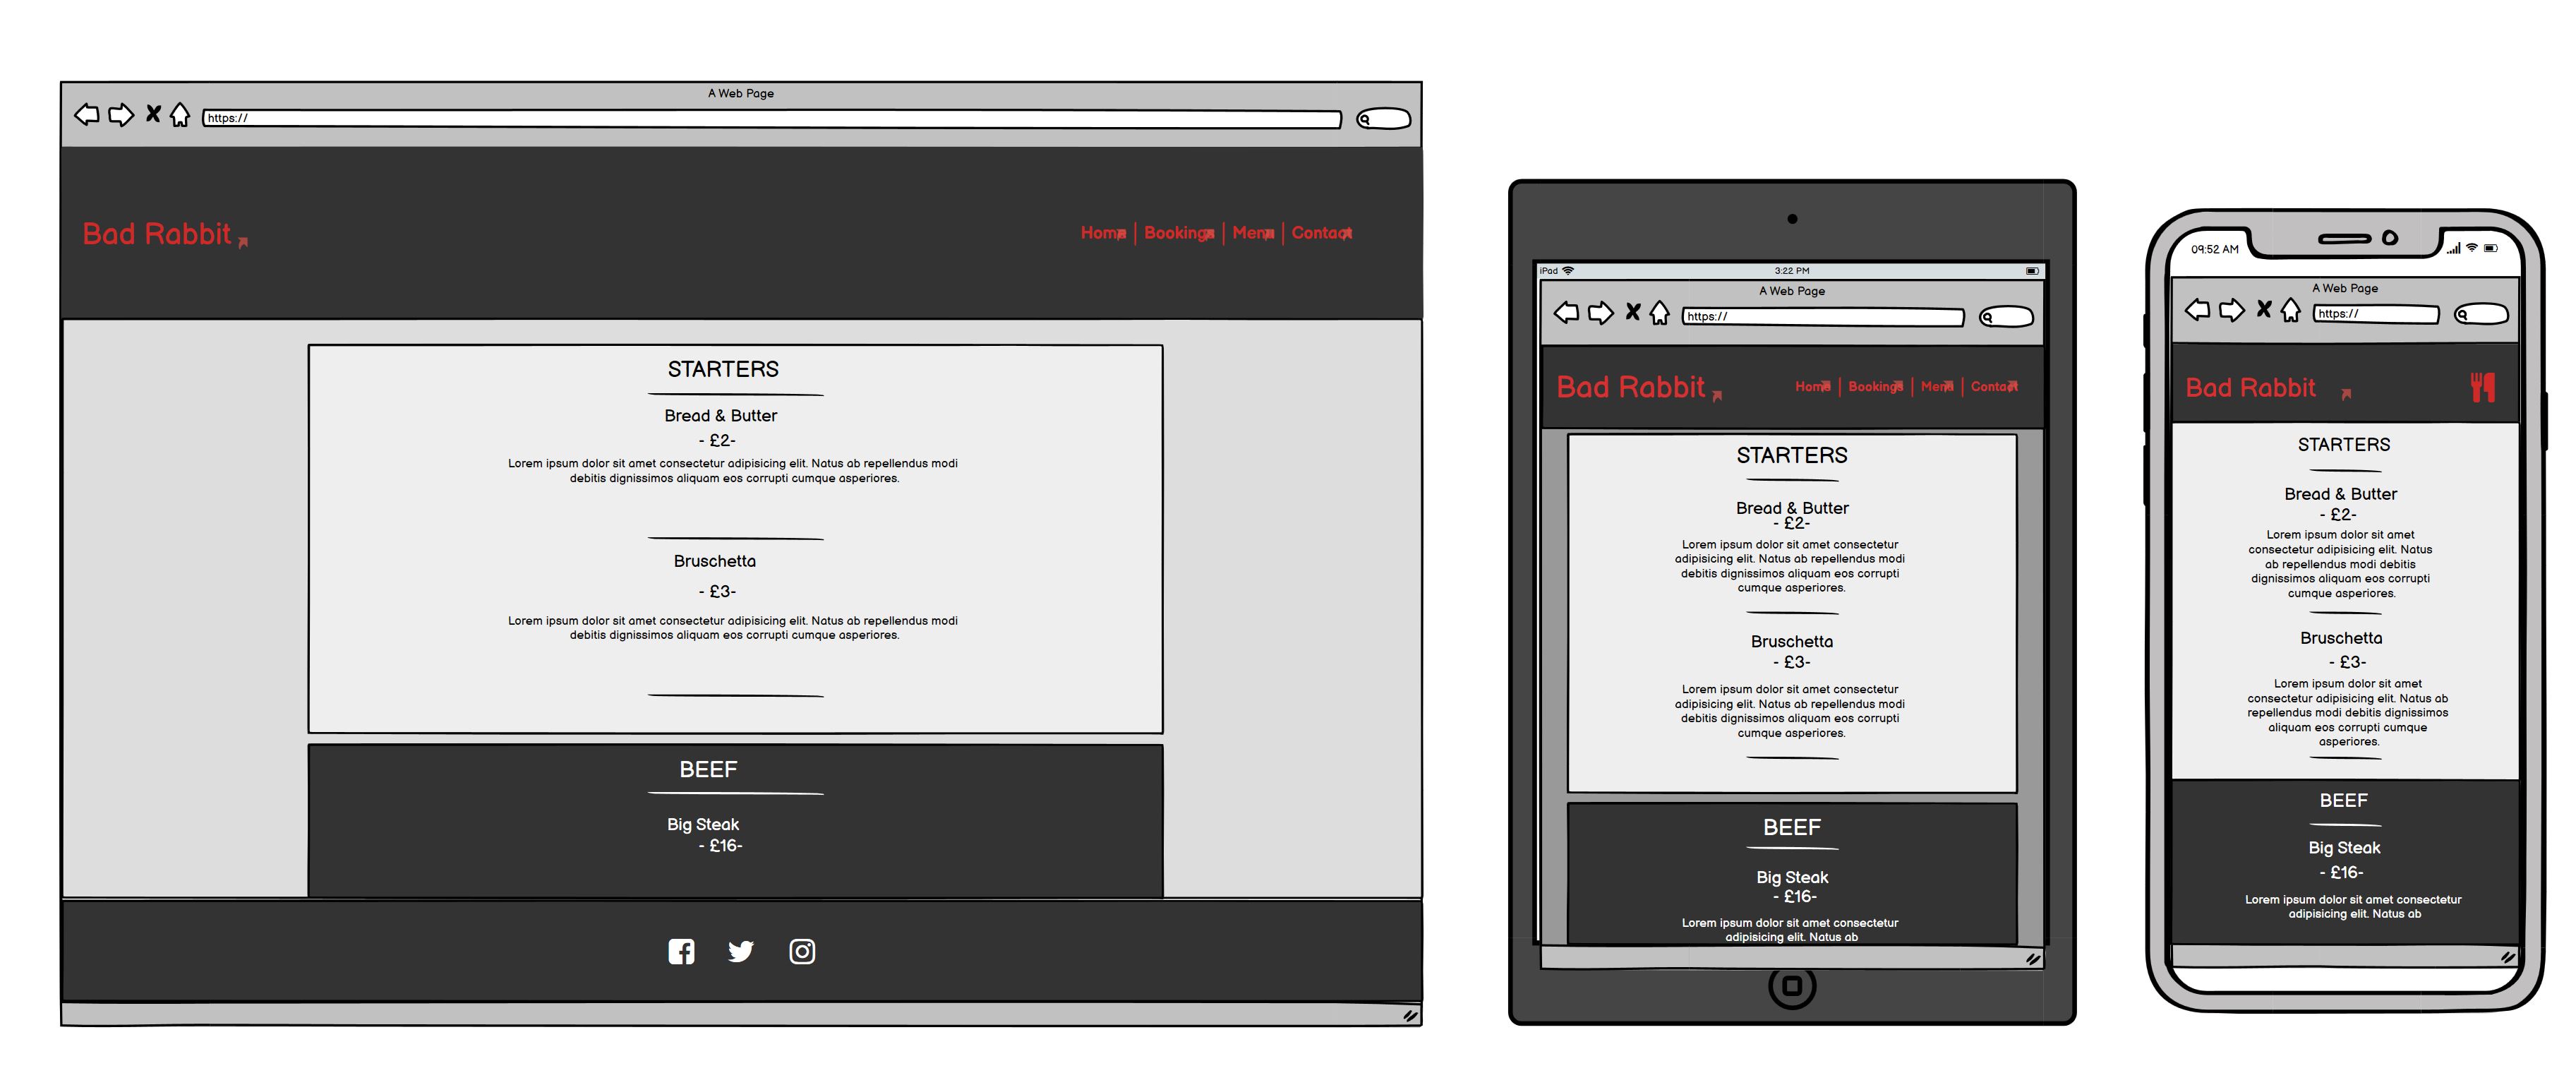 A Web Page
https://
Bad Rabbit
Home | Bookings | Menu | Contact
STARTERS
Bread & Butter
- £2-
Lorem ipsum dolor sit amet consectetur adipisicing elit. Natus ab repellendus modi
debitis dignissimos aliquam eos corrupti cumque asperiores.
Bruschetta
- £3-
Lorem ipsum dolor sit amet consectetur adipisicing elit. Natus ab repellendus modi
debitis dignissimos aliquam eos corrupti cumque asperiores.
BEEF
Big Steak
- £16-
iPad
3:22 PM
A Web Page
https://
Bad Rabbit
Home | Bookings | Menu | Contact
STARTERS
Bread & Butter
- £2-
Lorem ipsum dolor sit amet consectetur
adipisicing elit. Natus ab repellendus modi
debitis dignissimos aliquam eos corrupti
cumque asperiores.
Bruschetta
- £3-
Lorem ipsum dolor sit amet consectetur
adipisicing elit. Natus ab repellendus modi
debitis dignissimos aliquam eos corrupti
cumque asperiores.
BEEF
Big Steak
- £16-
Lorem ipsum dolor sit amet consectetur
adipisicing elit. Natus ab
09:52 AM
A Web Page
https://
Bad Rabbit
STARTERS
Bread & Butter
- £2-
Lorem ipsum dolor sit amet
consectetur adipisicing elit. Natus
ab repellendus modi debitis
dignissimos aliquam eos corrupti
cumque asperiores.
Bruschetta
- £3-
Lorem ipsum dolor sit amet
consectetur adipisicing elit. Natus ab
repellendus modi debitis dignissimos
aliquam eos corrupti cumque
asperiores.
BEEF
Big Steak
- £16-
Lorem ipsum dolor sit amet consectetur
adipisicing elit. Natus ab